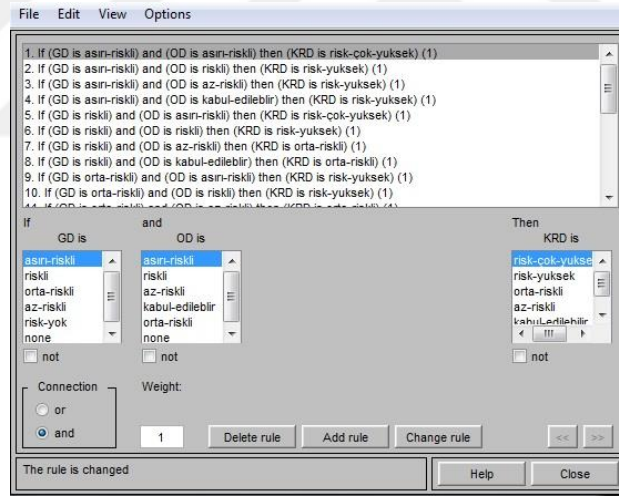 File Edit View Options
1. If (GD is asırı-riskli) and (OD is asırı-riskli) then (KRD is risk-çok-yuksek) (1)
2. If (GD is asırı-riskli) and (OD is riskli) then (KRD is risk-yuksek) (1)
3. If (GD is asırı-riskli) and (OD is az-riskli) then (KRD is risk-yuksek) (1)
4. If (GD is asırı-riskli) and (OD is kabul-edileblir) then (KRD is risk-yuksek) (1)
5. If (GD is riskli) and (OD is asırı-riskli) then (KRD is risk-çok-yuksek) (1)
6. If (GD is riskli) and (OD is riskli) then (KRD is risk-yuksek) (1)
7. If (GD is riskli) and (OD is az-riskli) then (KRD is orta-riskli) (1)
8. If (GD is riskli) and (OD is kabul-edileblir) then (KRD is orta-riskli) (1)
9. If (GD is orta-riskli) and (OD is asırı-riskli) then (KRD is risk-yuksek) (1)
10. If (GD is orta-riskli) and (OD is riskli) then (KRD is risk-yuksek) (1)
If and Then
GD is OD is KRD is
asırı-riskli asırı-riskli risk-çok-yukse
riskli riskli risk-yuksek
orta-riskli az-riskli orta-riskli
az-riskli kabul-edileblir az-riskli
risk-yok orta-riskli kabul-edilebilir
none none
not not not
Connection Weight:
or
and 1 Delete rule Add rule Change rule << >>
The rule is changed Help Close